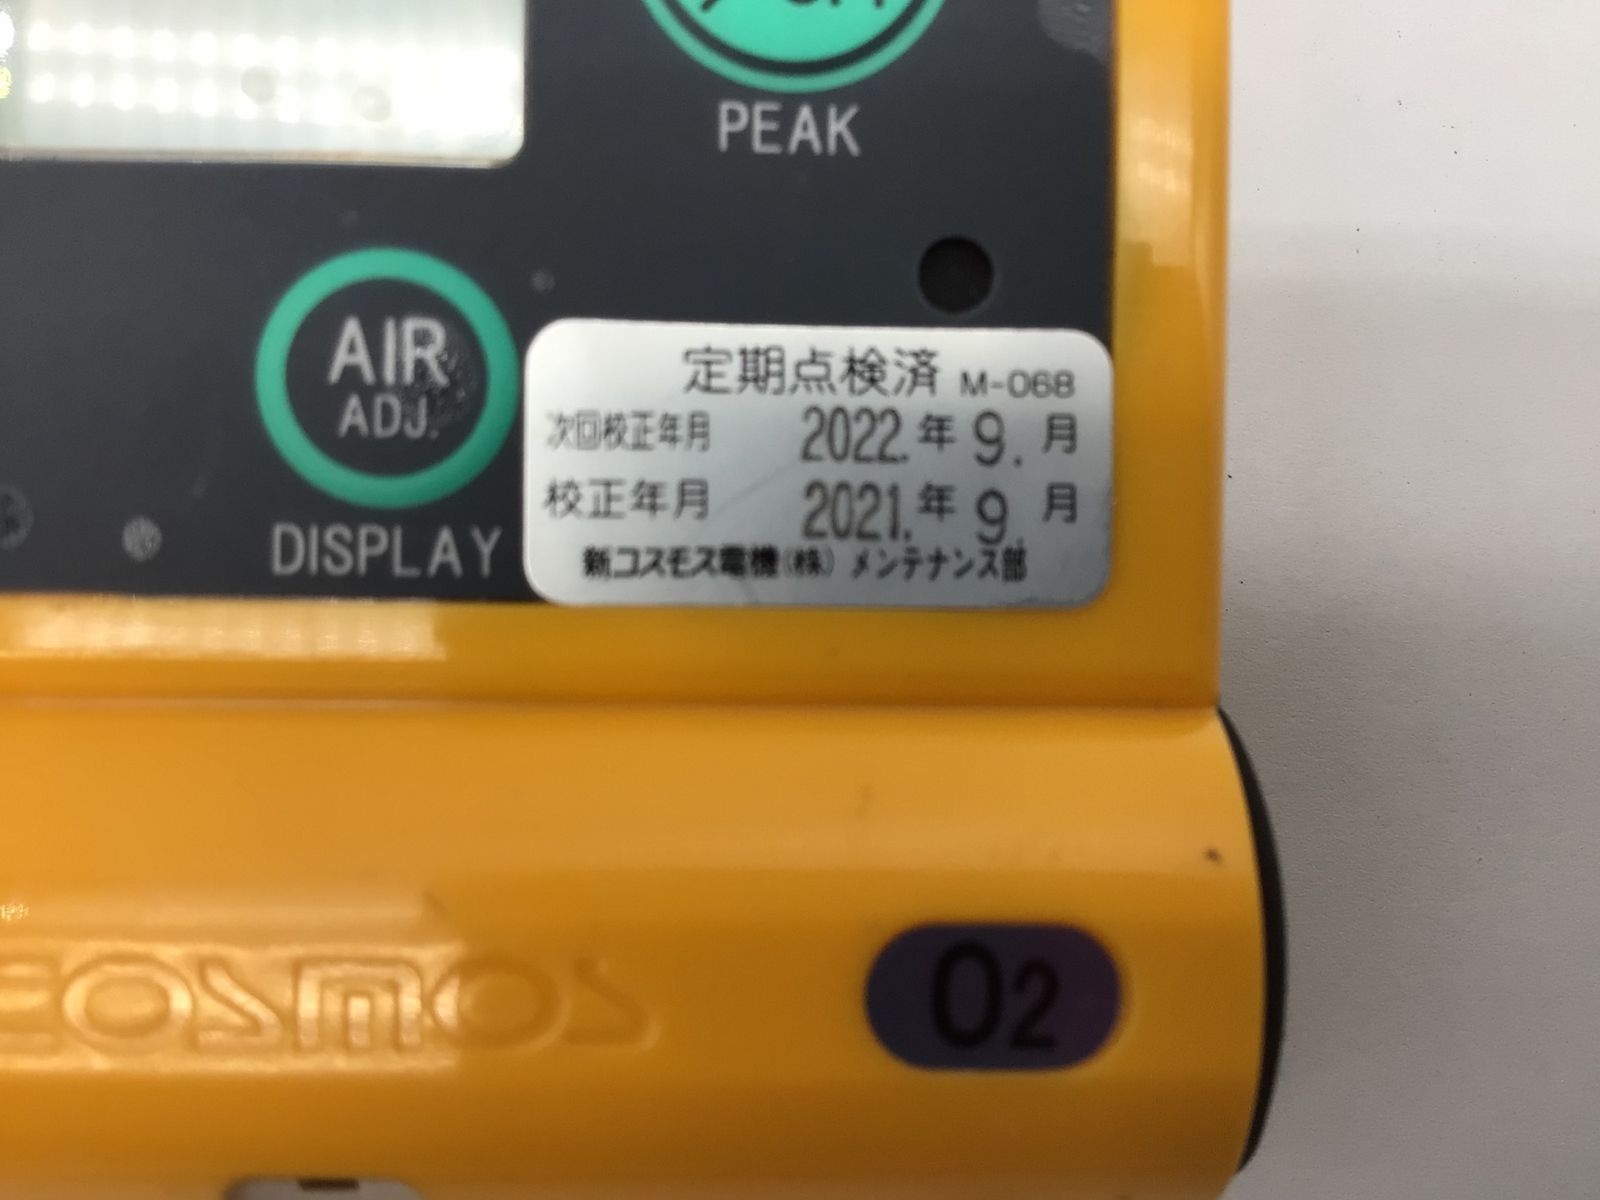 PEAK
AIR
ADJ.
DISPLAY
定期点検済 M-068
次回校正年月 2022.年 9.月
校正年月 2021.年 9.月
新コスモス電機(株) メンテナンス部
COSMOS
O2